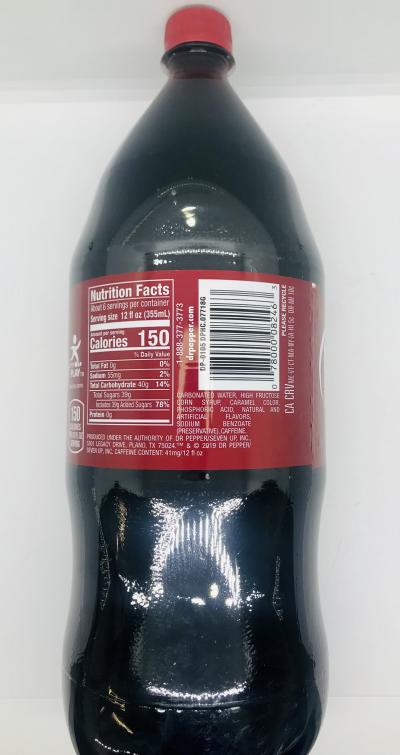 Nutrition Facts
About 6 servings per container
Serving size 12 fl oz (355mL)
Amount per serving
Calories 150
% Daily Value
Total Fat 0g 0%
Sodium 55mg 2%
Total Carbohydrate 40g 14%
Total Sugars 39g
Includes 39g Added Sugars 78%
Protein 0g
1-888-377-3773
drpepper.com
DP-0105 DPHC.07718G
0 78000 08246 3
PLEASE RECYCLE
CA CRV
CARBONATED WATER, HIGH FRUCTOSE
CORN SYRUP, CARAMEL COLOR,
PHOSPHORIC ACID, NATURAL AND
ARTIFICIAL FLAVORS,
SODIUM BENZOATE
(PRESERVATIVE), CAFFEINE.
PRODUCED UNDER THE AUTHORITY OF DR PEPPER/SEVEN UP, INC.,
5301 LEGACY DRIVE, PLANO, TX 75024.™ & © 2019 DR PEPPER/
SEVEN UP, INC. CAFFEINE CONTENT: 41mg/12 fl oz
PLAY
150
CALORIES